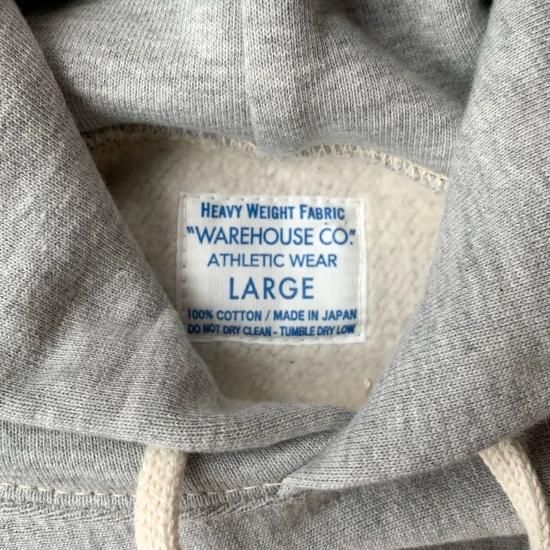 HEAVY WEIGHT FABRIC
"WAREHOUSE CO."
ATHLETIC WEAR
LARGE
100% COTTON / MADE IN JAPAN
DO NOT DRY CLEAN - TUMBLE DRY LOW